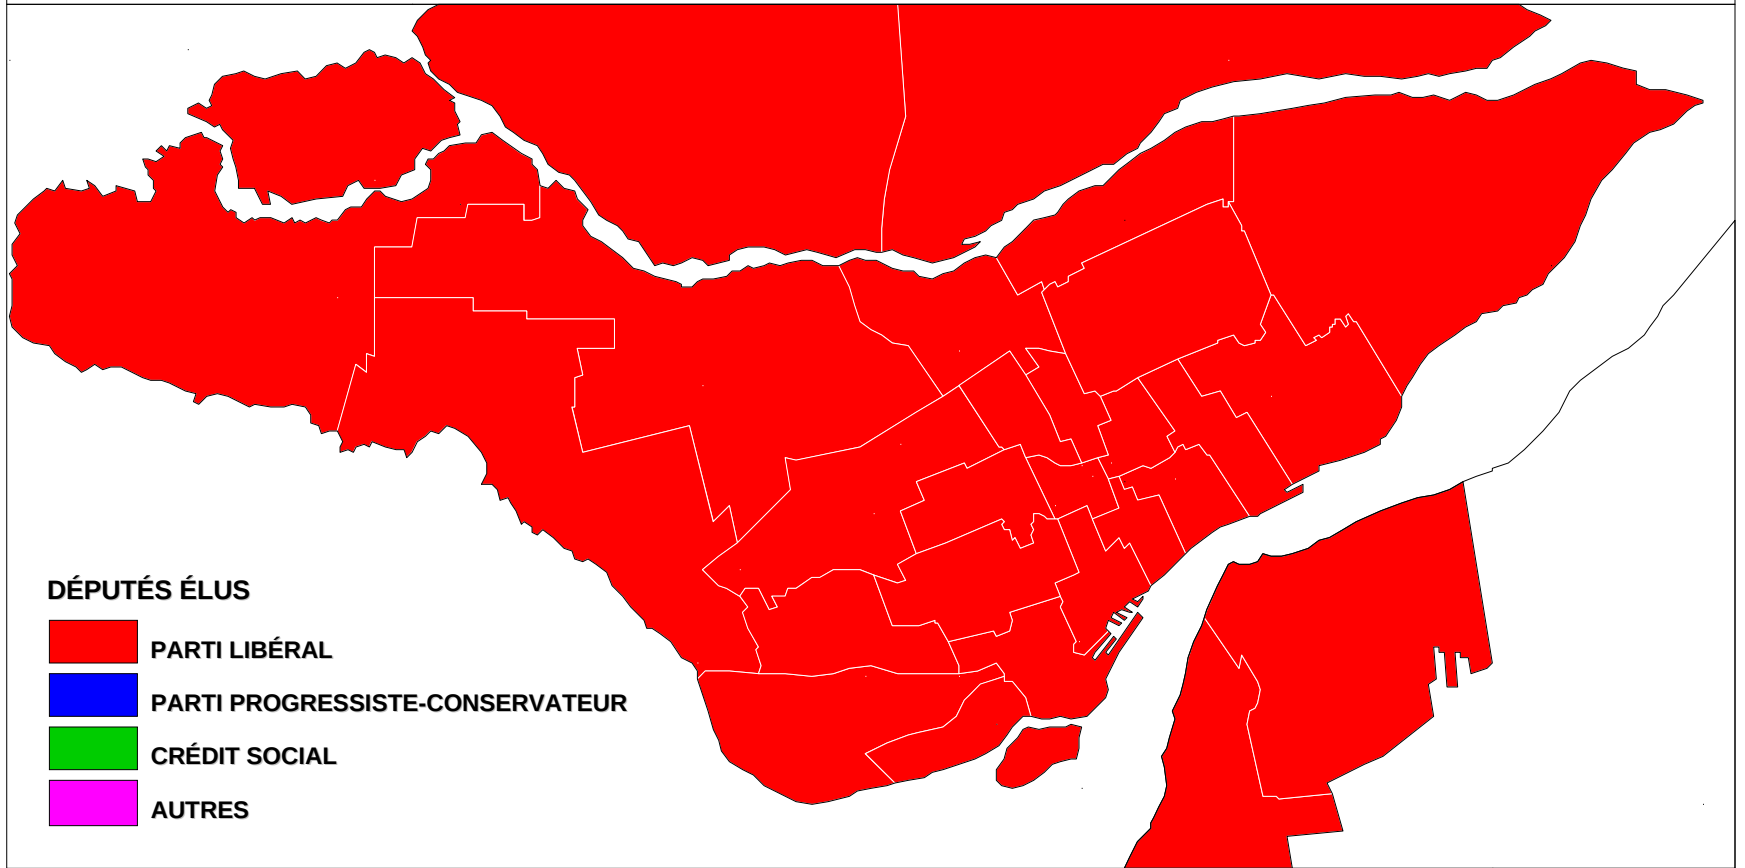 DÉPUTÉS ÉLUS
PARTI LIBÉRAL
PARTI PROGRESSISTE-CONSERVATEUR
CRÉDIT SOCIAL
AUTRES